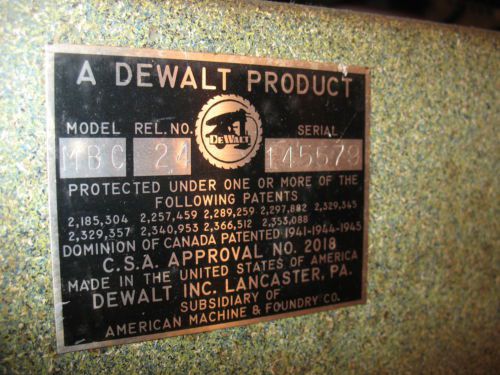 A DEWALT PRODUCT
MODEL REL. NO. SERIAL
DEWALT
MBC 24 145579
PROTECTED UNDER ONE OR MORE OF THE
FOLLOWING PATENTS
2,185,304 2,257,459 2,289,259 2,297,882 2,329,345
2,329,357 2,340,953 2,366,512 2,353,088
DOMINION OF CANADA PATENTED 1941-1944-1945
C.S.A. APPROVAL NO. 2018
MADE IN THE UNITED STATES OF AMERICA
DEWALT INC. LANCASTER, PA.
SUBSIDIARY OF
AMERICAN MACHINE & FOUNDRY CO.